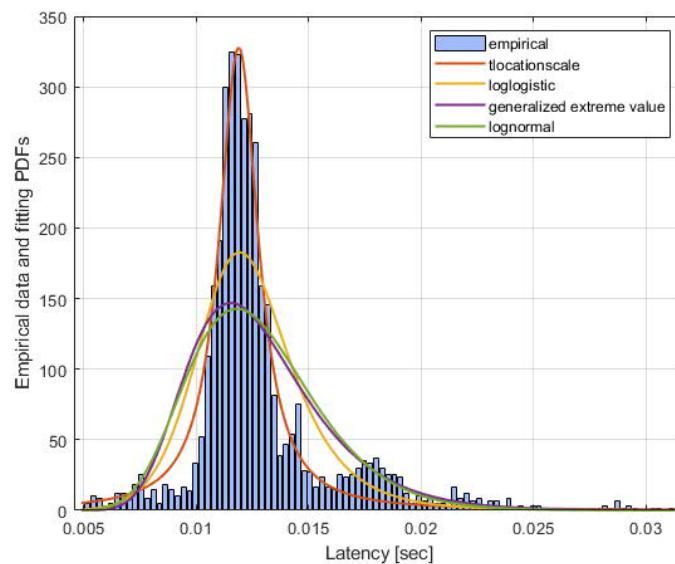 350
300
250
200
150
100
50
0
Empirical data and fitting PDFs
empirical
tlocationscale
loglogistic
generalized extreme value
lognormal
0.005
0.01
0.015
0.02
0.025
0.03
Latency [sec]